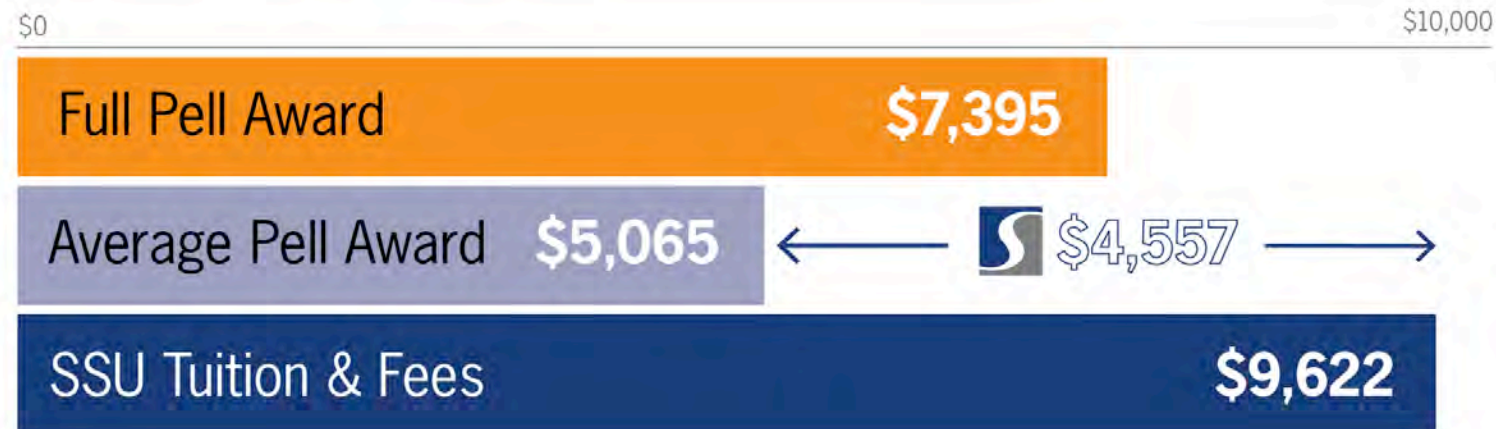 $0 $10,000
Full Pell Award $7,395
Average Pell Award $5,065 $4,557
SSU Tuition & Fees $9,622